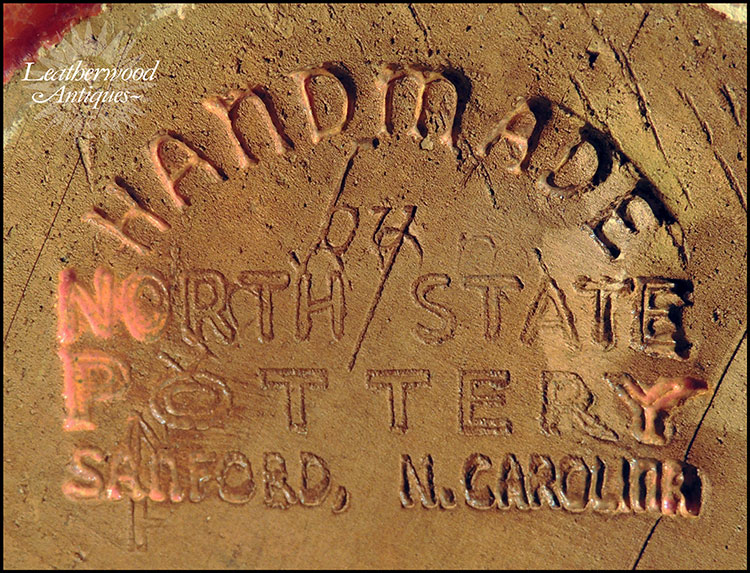 Leatherwood
Antiques
HANDMADE
by
NORTH STATE
POTTERY
SANFORD, N. CAROLINA